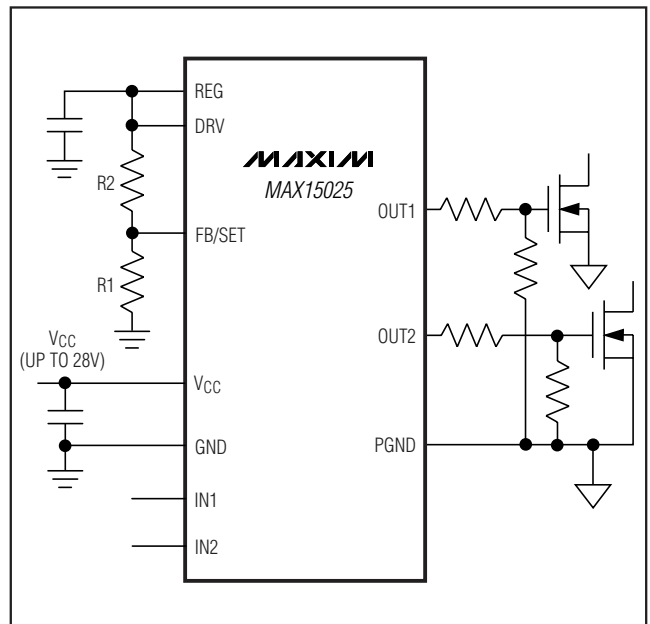 REG
DRV
MAXIM
MAX15025
R2
OUT1
FB/SET
R1
OUT2
VCC
(UP TO 28V)
VCC
GND
PGND
IN1
IN2